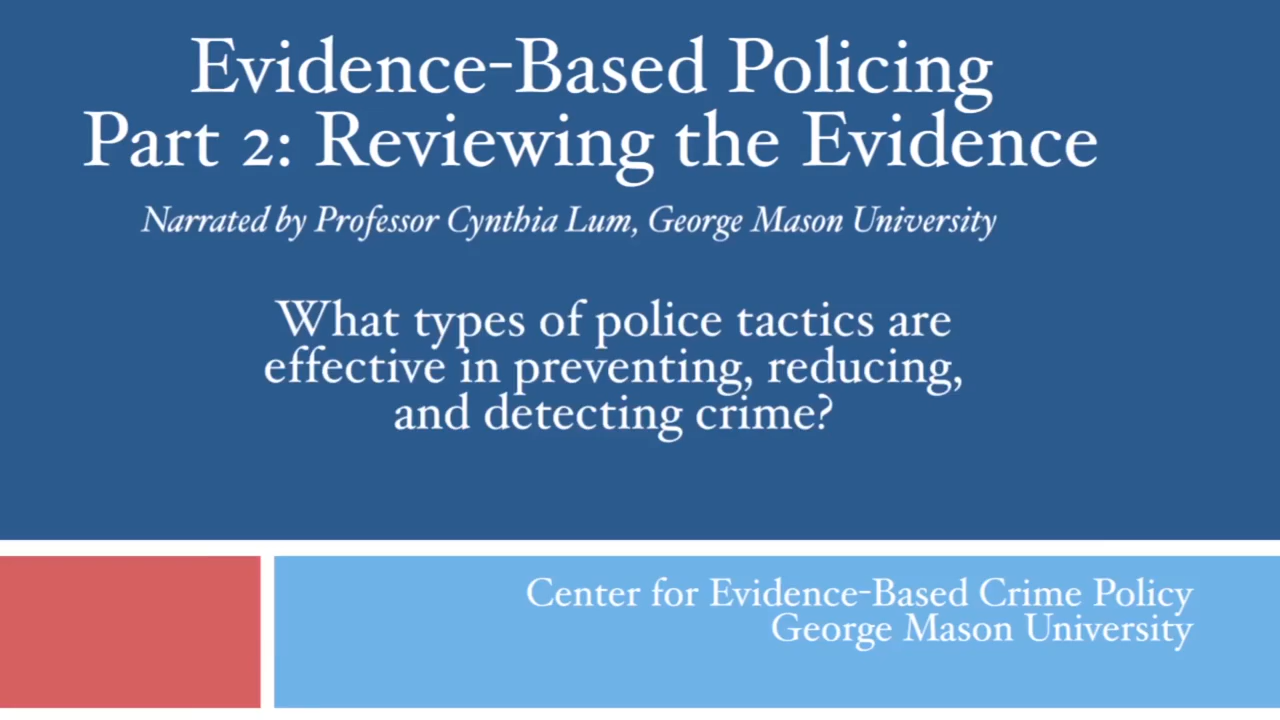 Evidence-Based Policing
Part 2: Reviewing the Evidence
Narrated by Professor Cynthia Lum, George Mason University
What types of police tactics are
effective in preventing, reducing,
and detecting crime?
Center for Evidence-Based Crime Policy
George Mason University